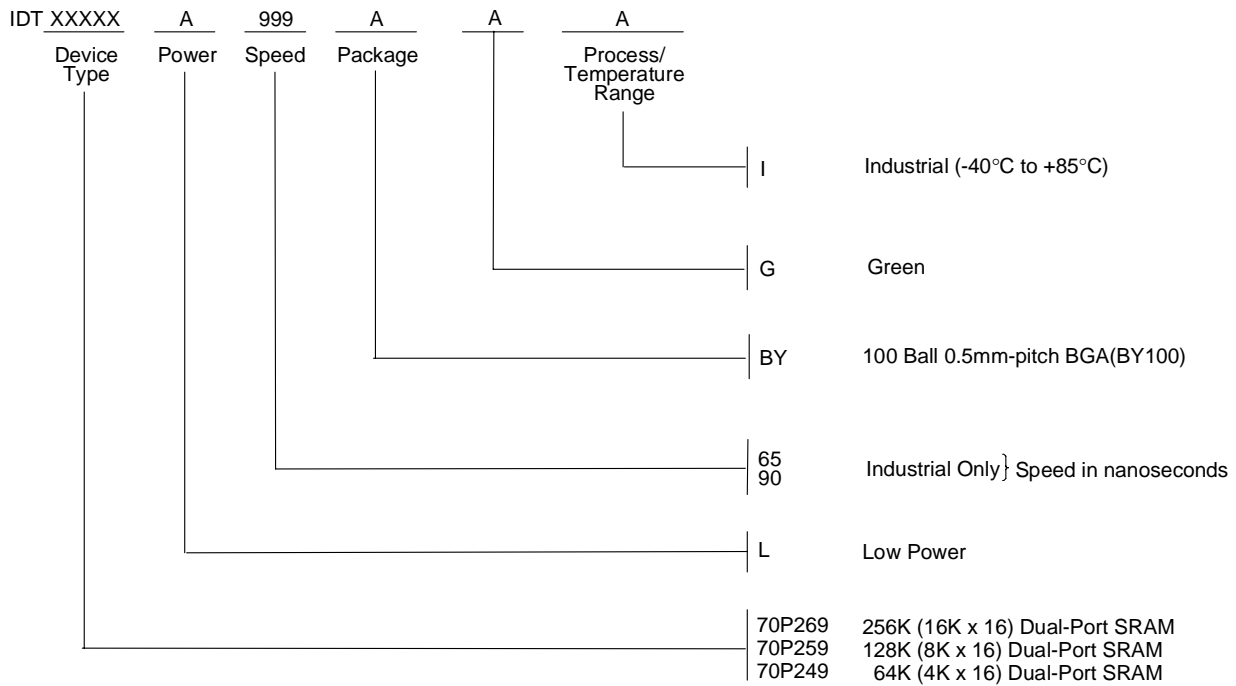 IDT XXXXX A 999 A A A
Device Type Power Speed Package Process/ Temperature Range
I Industrial (-40°C to +85°C)
G Green
BY 100 Ball 0.5mm-pitch BGA(BY100)
65
90 Industrial Only } Speed in nanoseconds
L Low Power
70P269 256K (16K x 16) Dual-Port SRAM
70P259 128K (8K x 16) Dual-Port SRAM
70P249 64K (4K x 16) Dual-Port SRAM